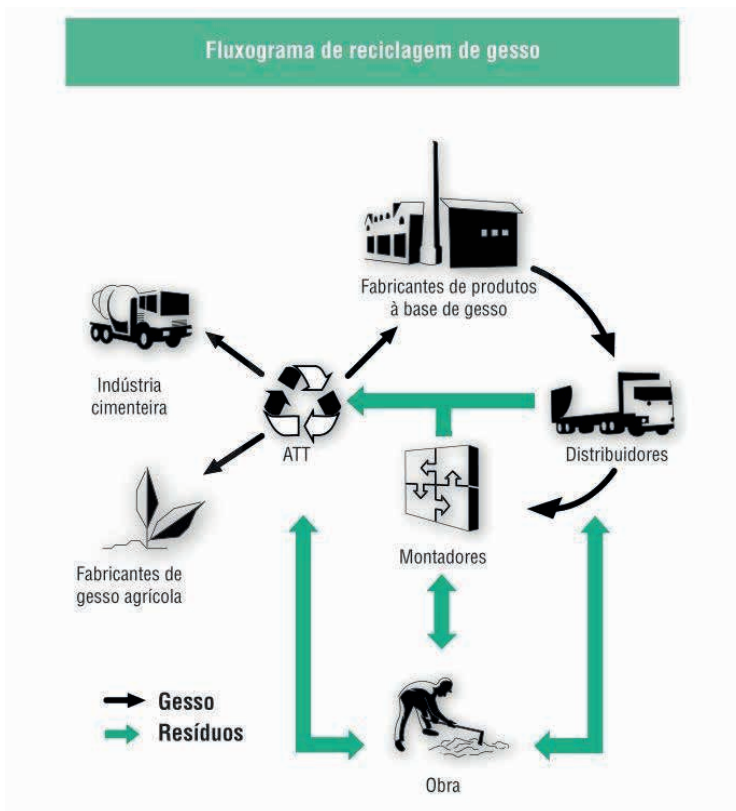 Fluxograma de reciclagem de gesso
Fabricantes de produtos
à base de gesso
Indústria
cimenteira
ATT
Distribuidores
Fabricantes de
gesso agrícola
Montadores
Gesso
Resíduos
Obra